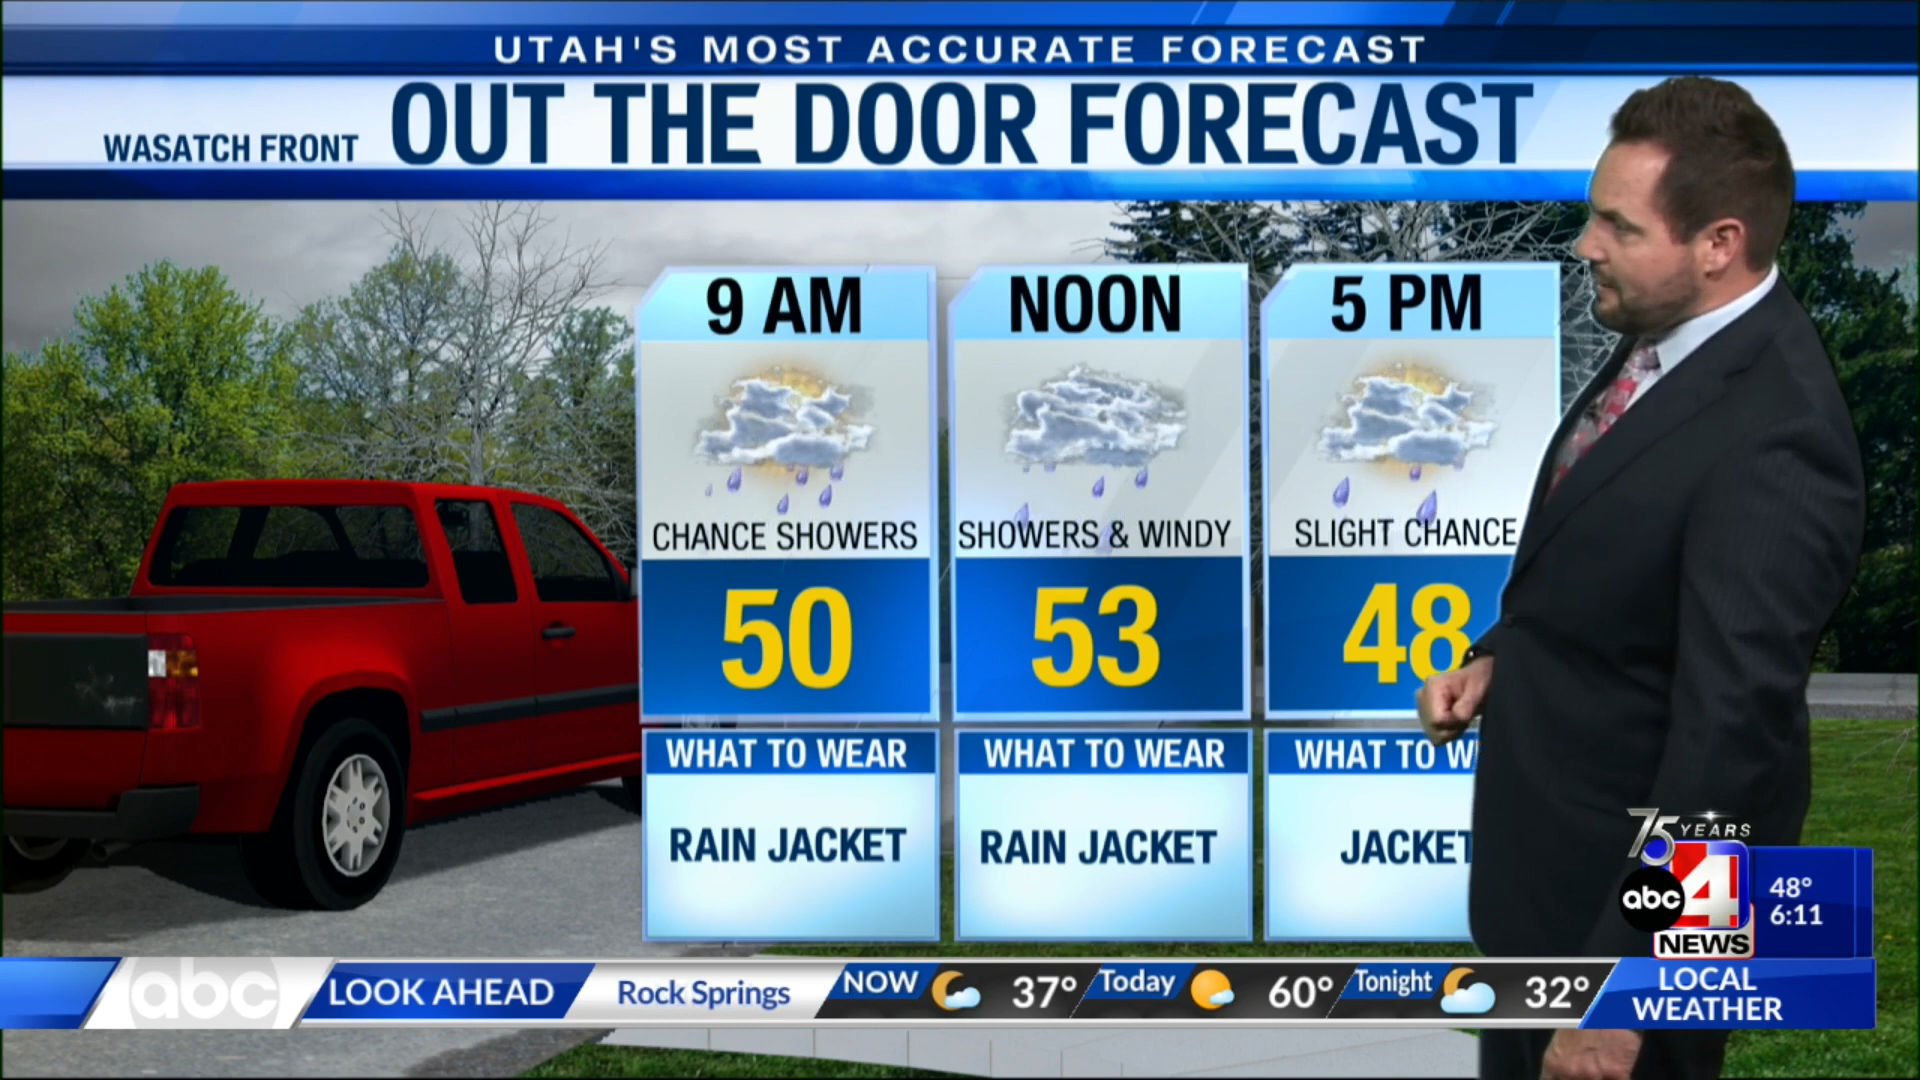 UTAH'S MOST ACCURATE FORECAST
WASATCH FRONT OUT THE DOOR FORECAST
9 AM
CHANCE SHOWERS
50
WHAT TO WEAR
RAIN JACKET
NOON
SHOWERS & WINDY
53
WHAT TO WEAR
RAIN JACKET
5 PM
SLIGHT CHANCE
48
WHAT TO W
JACKET
75 YEARS
abc 4
NEWS
48°
6:11
abc
LOOK AHEAD
Rock Springs
NOW 37°
Today 60°
Tonight 32°
LOCAL
WEATHER